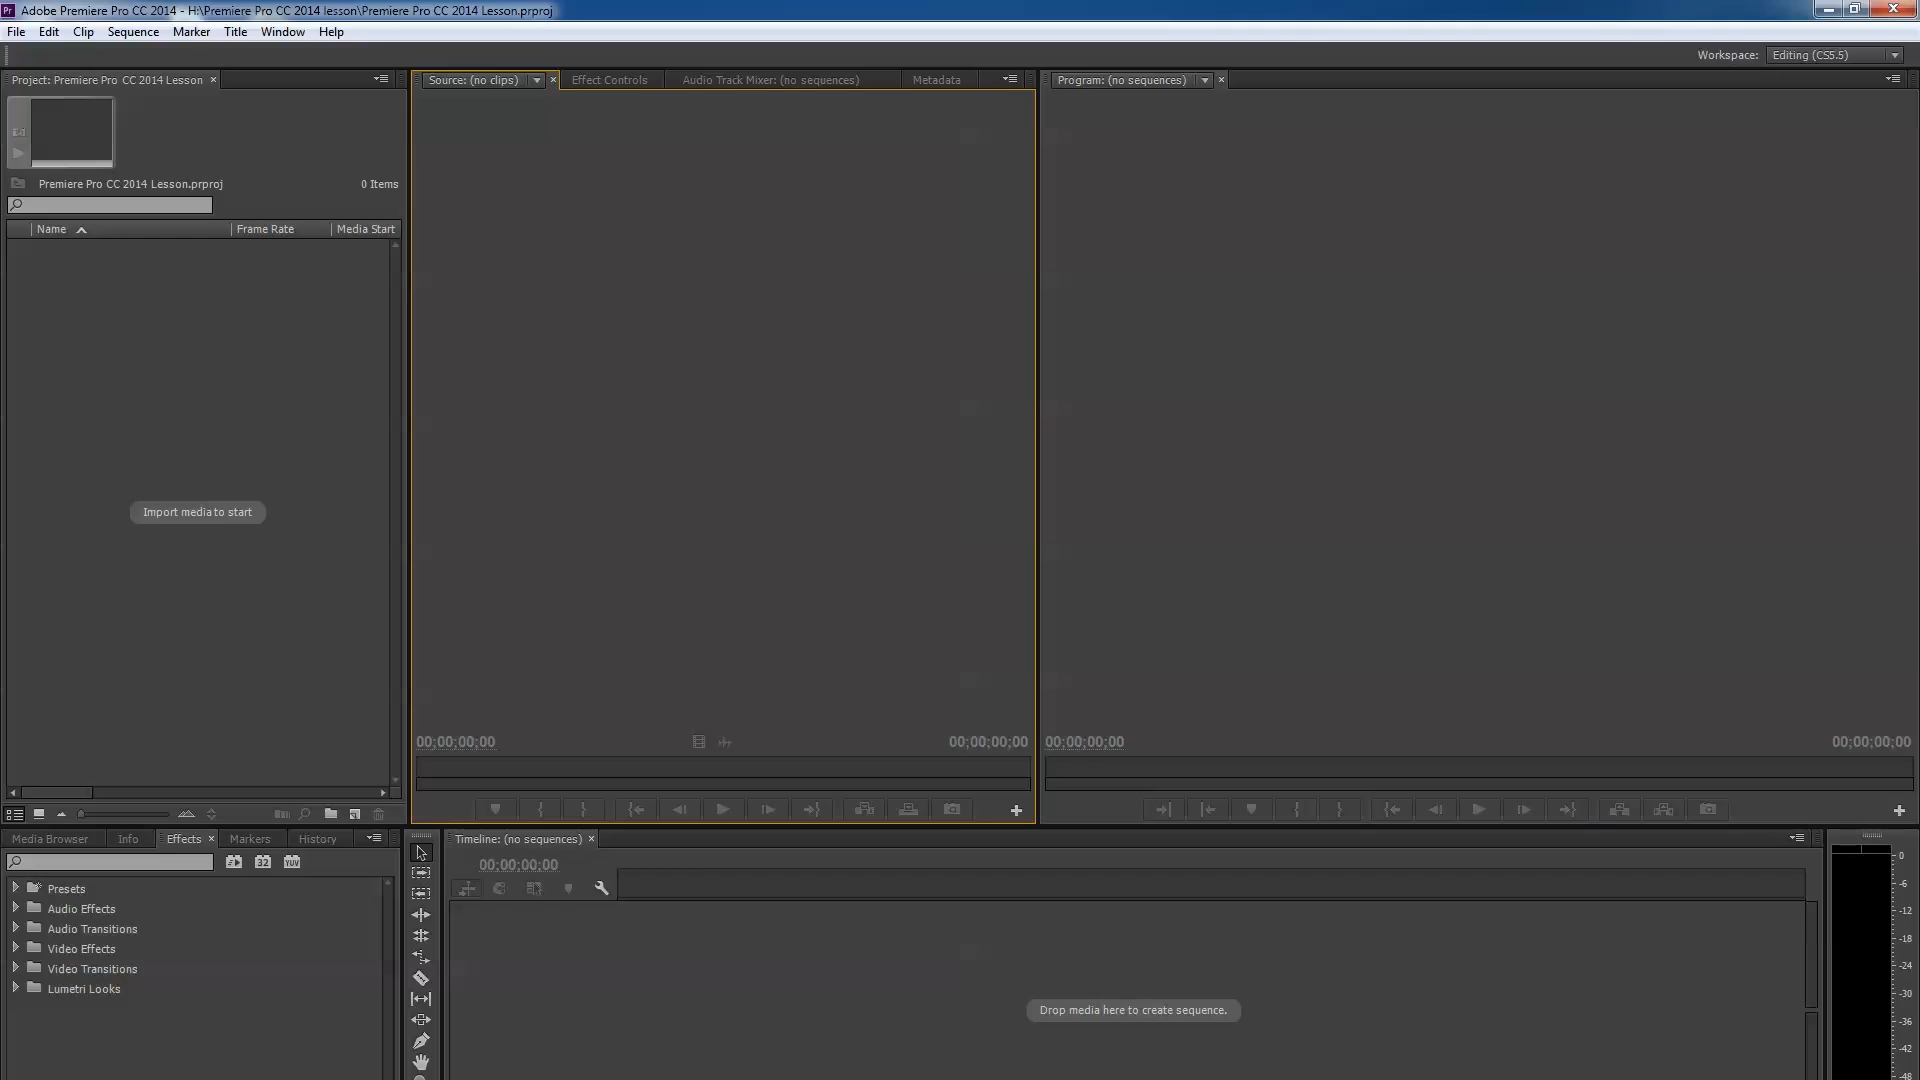 Pr Adobe Premiere Pro CC 2014 - H:\Premiere Pro CC 2014 lesson\Premiere Pro CC 2014 Lesson.prproj
File Edit Clip Sequence Marker Title Window Help
Workspace: Editing (CS5.5)
Project: Premiere Pro CC 2014 Lesson
Source: (no clips) Effect Controls Audio Track Mixer: (no sequences) Metadata
Program: (no sequences)
Premiere Pro CC 2014 Lesson.prproj 0 Items
Name Frame Rate Media Start
Import media to start
00;00;00;00 00;00;00;00
00;00;00;00 00;00;00;00
Media Browser Info Effects Markers History
32 YUV
Presets
Audio Effects
Audio Transitions
Video Effects
Video Transitions
Lumetri Looks
Timeline: (no sequences)
00;00;00;00
Drop media here to create sequence.
0
-6
-12
-18
-24
-30
-36
-42
-48